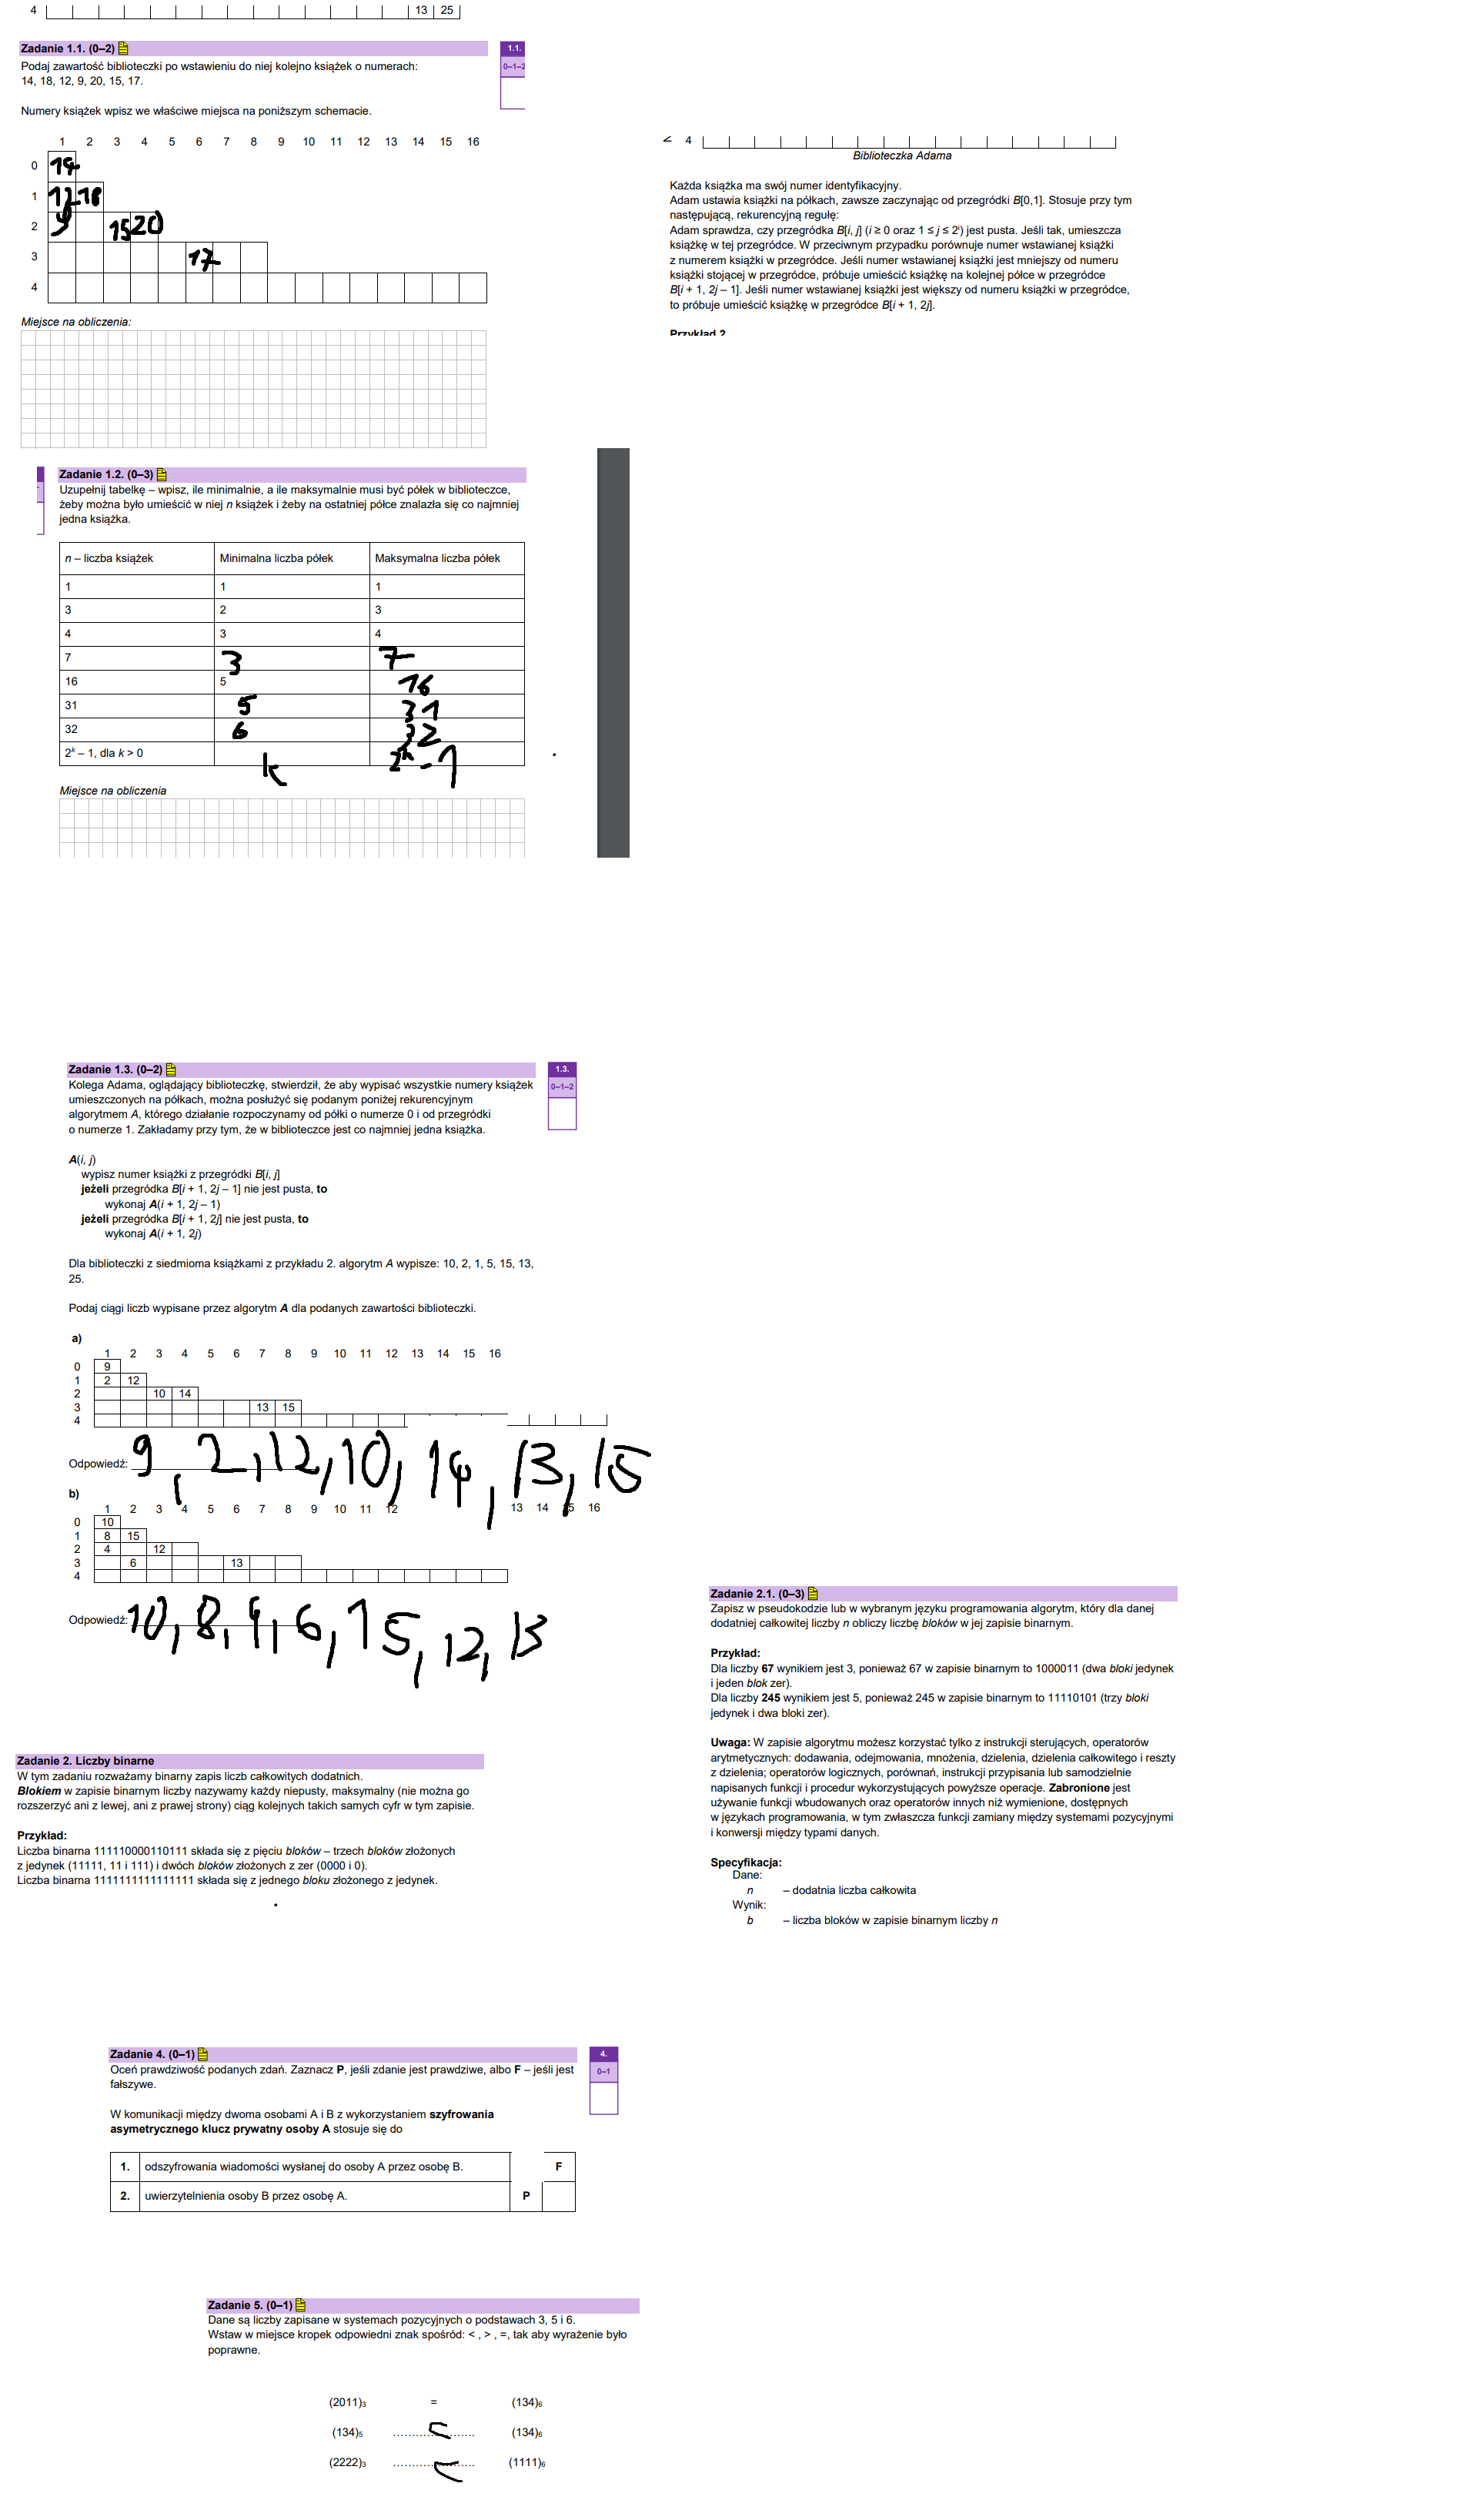 4 13 25
Zadanie 1.1. (0–2)
1.1.
Podaj zawartość biblioteczki po wstawieniu do niej kolejno książek o numerach:
0–1–2
14, 18, 12, 9, 20, 15, 17.
Numery książek wpisz we właściwe miejsca na poniższym schemacie.
1 2 3 4 5 6 7 8 9 10 11 12 13 14 15 16
0 14
1 12 18
2 9 15 20
3 17
4
Miejsce na obliczenia:
4
Biblioteczka Adama
Każda książka ma swój numer identyfikacyjny.
Adam ustawia książki na półkach, zawsze zaczynając od przegródki B[0,1]. Stosuje przy tym
następującą, rekurencyjną regułę:
Adam sprawdza, czy przegródka B[i, j] (i ≥ 0 oraz 1 ≤ j ≤ 2ⁱ) jest pusta. Jeśli tak, umieszcza
książkę w tej przegródce. W przeciwnym przypadku porównuje numer wstawianej książki
z numerem książki w przegródce. Jeśli numer wstawianej książki jest mniejszy od numeru
książki stojącej w przegródce, próbuje umieścić książkę na kolejnej półce w przegródce
B[i + 1, 2j – 1]. Jeśli numer wstawianej książki jest większy od numeru książki w przegródce,
to próbuje umieścić książkę w przegródce B[i + 1, 2j].
Przykład 2
Zadanie 1.2. (0–3)
Uzupełnij tabelkę – wpisz, ile minimalnie, a ile maksymalnie musi być półek w biblioteczce,
żeby można było umieścić w niej n książek i żeby na ostatniej półce znalazła się co najmniej
jedna książka.
n – liczba książek Minimalna liczba półek Maksymalna liczba półek
1 1 1
3 2 3
4 3 4
7 3 7
16 5 16
31 5 31
32 6 32
2ᵏ – 1, dla k > 0 k 2ᵏ - 1
Miejsce na obliczenia
Zadanie 1.3. (0–2)
1.3.
Kolega Adama, oglądający biblioteczkę, stwierdził, że aby wypisać wszystkie numery książek
0–1–2
umieszczonych na półkach, można posłużyć się podanym poniżej rekurencyjnym
algorytmem A, którego działanie rozpoczynamy od półki o numerze 0 i od przegródki
o numerze 1. Zakładamy przy tym, że w biblioteczce jest co najmniej jedna książka.
A(i, j)
wypisz numer książki z przegródki B[i, j]
jeżeli przegródka B[i + 1, 2j – 1] nie jest pusta, to
wykonaj A(i + 1, 2j – 1)
jeżeli przegródka B[i + 1, 2j] nie jest pusta, to
wykonaj A(i + 1, 2j)
Dla biblioteczki z siedmioma książkami z przykładu 2. algorytm A wypisze: 10, 2, 1, 5, 15, 13,
25.
Podaj ciągi liczb wypisane przez algorytm A dla podanych zawartości biblioteczki.
a)
1 2 3 4 5 6 7 8 9 10 11 12 13 14 15 16
0 9
1 2 12
2 10 14
3 13 15
4
Odpowiedź: 9, 2, 12, 10, 14, 13, 15
b)
1 2 3 4 5 6 7 8 9 10 11 12 13 14 15 16
0 10
1 8 15
2 4 12
3 6 13
4
Odpowiedź: 10, 8, 4, 6, 15, 12, 13
Zadanie 2. Liczby binarne
W tym zadaniu rozważamy binarny zapis liczb całkowitych dodatnich.
Blokiem w zapisie binarnym liczby nazywamy każdy niepusty, maksymalny (nie można go
rozszerzyć ani z lewej, ani z prawej strony) ciąg kolejnych takich samych cyfr w tym zapisie.
Przykład:
Liczba binarna 111110000110111 składa się z pięciu bloków – trzech bloków złożonych
z jedynek (11111, 11 i 111) i dwóch bloków złożonych z zer (0000 i 0).
Liczba binarna 1111111111111111 składa się z jednego bloku złożonego z jedynek.
Zadanie 2.1. (0–3)
Zapisz w pseudokodzie lub w wybranym języku programowania algorytm, który dla danej
dodatniej całkowitej liczby n obliczy liczbę bloków w jej zapisie binarnym.
Przykład:
Dla liczby 67 wynikiem jest 3, ponieważ 67 w zapisie binarnym to 1000011 (dwa bloki jedynek
i jeden blok zer).
Dla liczby 245 wynikiem jest 5, ponieważ 245 w zapisie binarnym to 11110101 (trzy bloki
jedynek i dwa bloki zer).
Uwaga: W zapisie algorytmu możesz korzystać tylko z instrukcji sterujących, operatorów
arytmetycznych: dodawania, odejmowania, mnożenia, dzielenia, dzielenia całkowitego i reszty
z dzielenia; operatorów logicznych, porównań, instrukcji przypisania lub samodzielnie
napisanych funkcji i procedur wykorzystujących powyższe operacje. Zabronione jest
używanie funkcji wbudowanych oraz operatorów innych niż wymienione, dostępnych
w językach programowania, w tym zwłaszcza funkcji zamiany między systemami pozycyjnymi
i konwersji między typami danych.
Specyfikacja:
Dane:
n – dodatnia liczba całkowita
Wynik:
b – liczba bloków w zapisie binarnym liczby n
Zadanie 4. (0–1)
4.
Oceń prawdziwość podanych zdań. Zaznacz P, jeśli zdanie jest prawdziwe, albo F – jeśli jest
0–1
fałszywe.
W komunikacji między dwoma osobami A i B z wykorzystaniem szyfrowania
asymetrycznego klucz prywatny osoby A stosuje się do
1. odszyfrowania wiadomości wysłanej do osoby A przez osobę B. F
2. uwierzytelnienia osoby B przez osobę A. P
Zadanie 5. (0–1)
Dane są liczby zapisane w systemach pozycyjnych o podstawach 3, 5 i 6.
Wstaw w miejsce kropek odpowiedni znak spośród: < , > , =, tak aby wyrażenie było
poprawne.
(2011)₃ = (134)₆
(134)₅ < (134)₆
(2222)₃ < (1111)₆